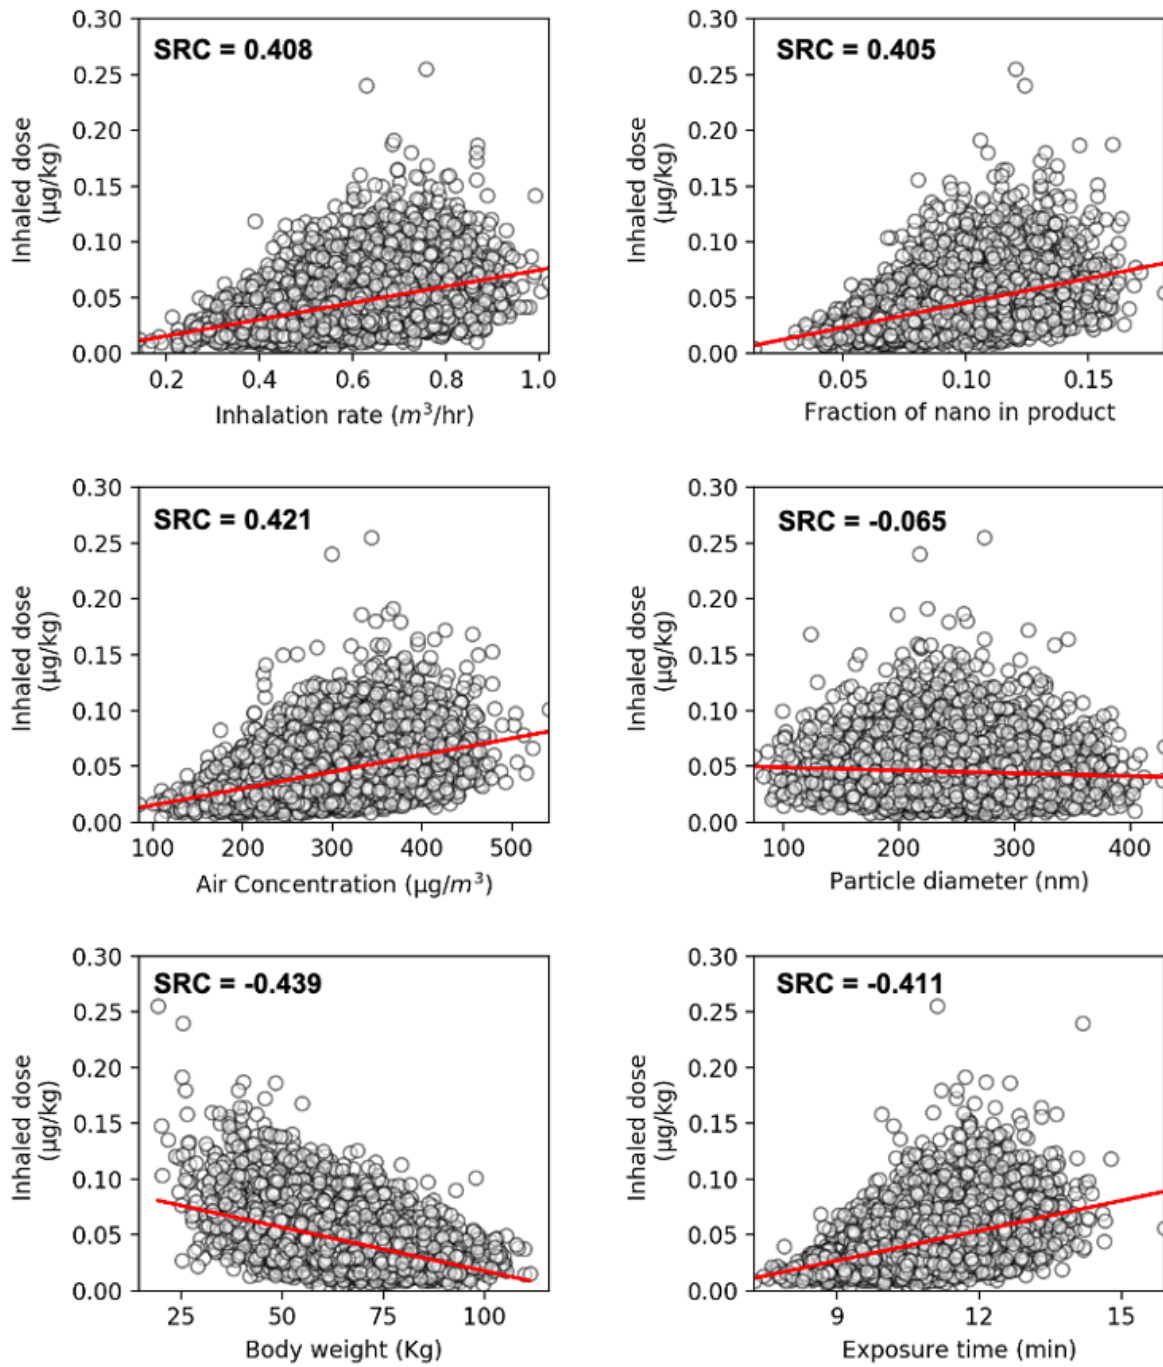 SRC = 0.408
0.30
0.25
0.20
0.15
0.10
0.05
0.00
Inhaled dose
(µg/kg)
0.2 0.4 0.6 0.8 1.0
Inhalation rate (m³/hr)
SRC = 0.405
0.30
0.25
0.20
0.15
0.10
0.05
0.00
Inhaled dose
(µg/kg)
0.05 0.10 0.15
Fraction of nano in product
SRC = 0.421
0.30
0.25
0.20
0.15
0.10
0.05
0.00
Inhaled dose
(µg/kg)
100 200 300 400 500
Air Concentration (µg/m³)
SRC = -0.065
0.30
0.25
0.20
0.15
0.10
0.05
0.00
Inhaled dose
(µg/kg)
100 200 300 400
Particle diameter (nm)
SRC = -0.439
0.30
0.25
0.20
0.15
0.10
0.05
0.00
Inhaled dose
(µg/kg)
25 50 75 100
Body weight (Kg)
SRC = -0.411
0.30
0.25
0.20
0.15
0.10
0.05
0.00
Inhaled dose
(µg/kg)
9 12 15
Exposure time (min)